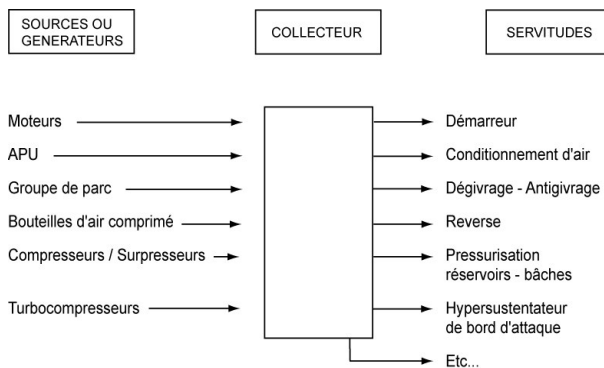 SOURCES OU
GENERATEURS
COLLECTEUR
SERVITUDES
Moteurs
APU
Groupe de parc
Bouteilles d'air comprimé
Compresseurs / Surpresseurs
Turbocompresseurs
Démarreur
Conditionnement d'air
Dégivrage - Antigivrage
Reverse
Pressurisation
réservoirs - bâches
Hypersustentateur
de bord d'attaque
Etc...